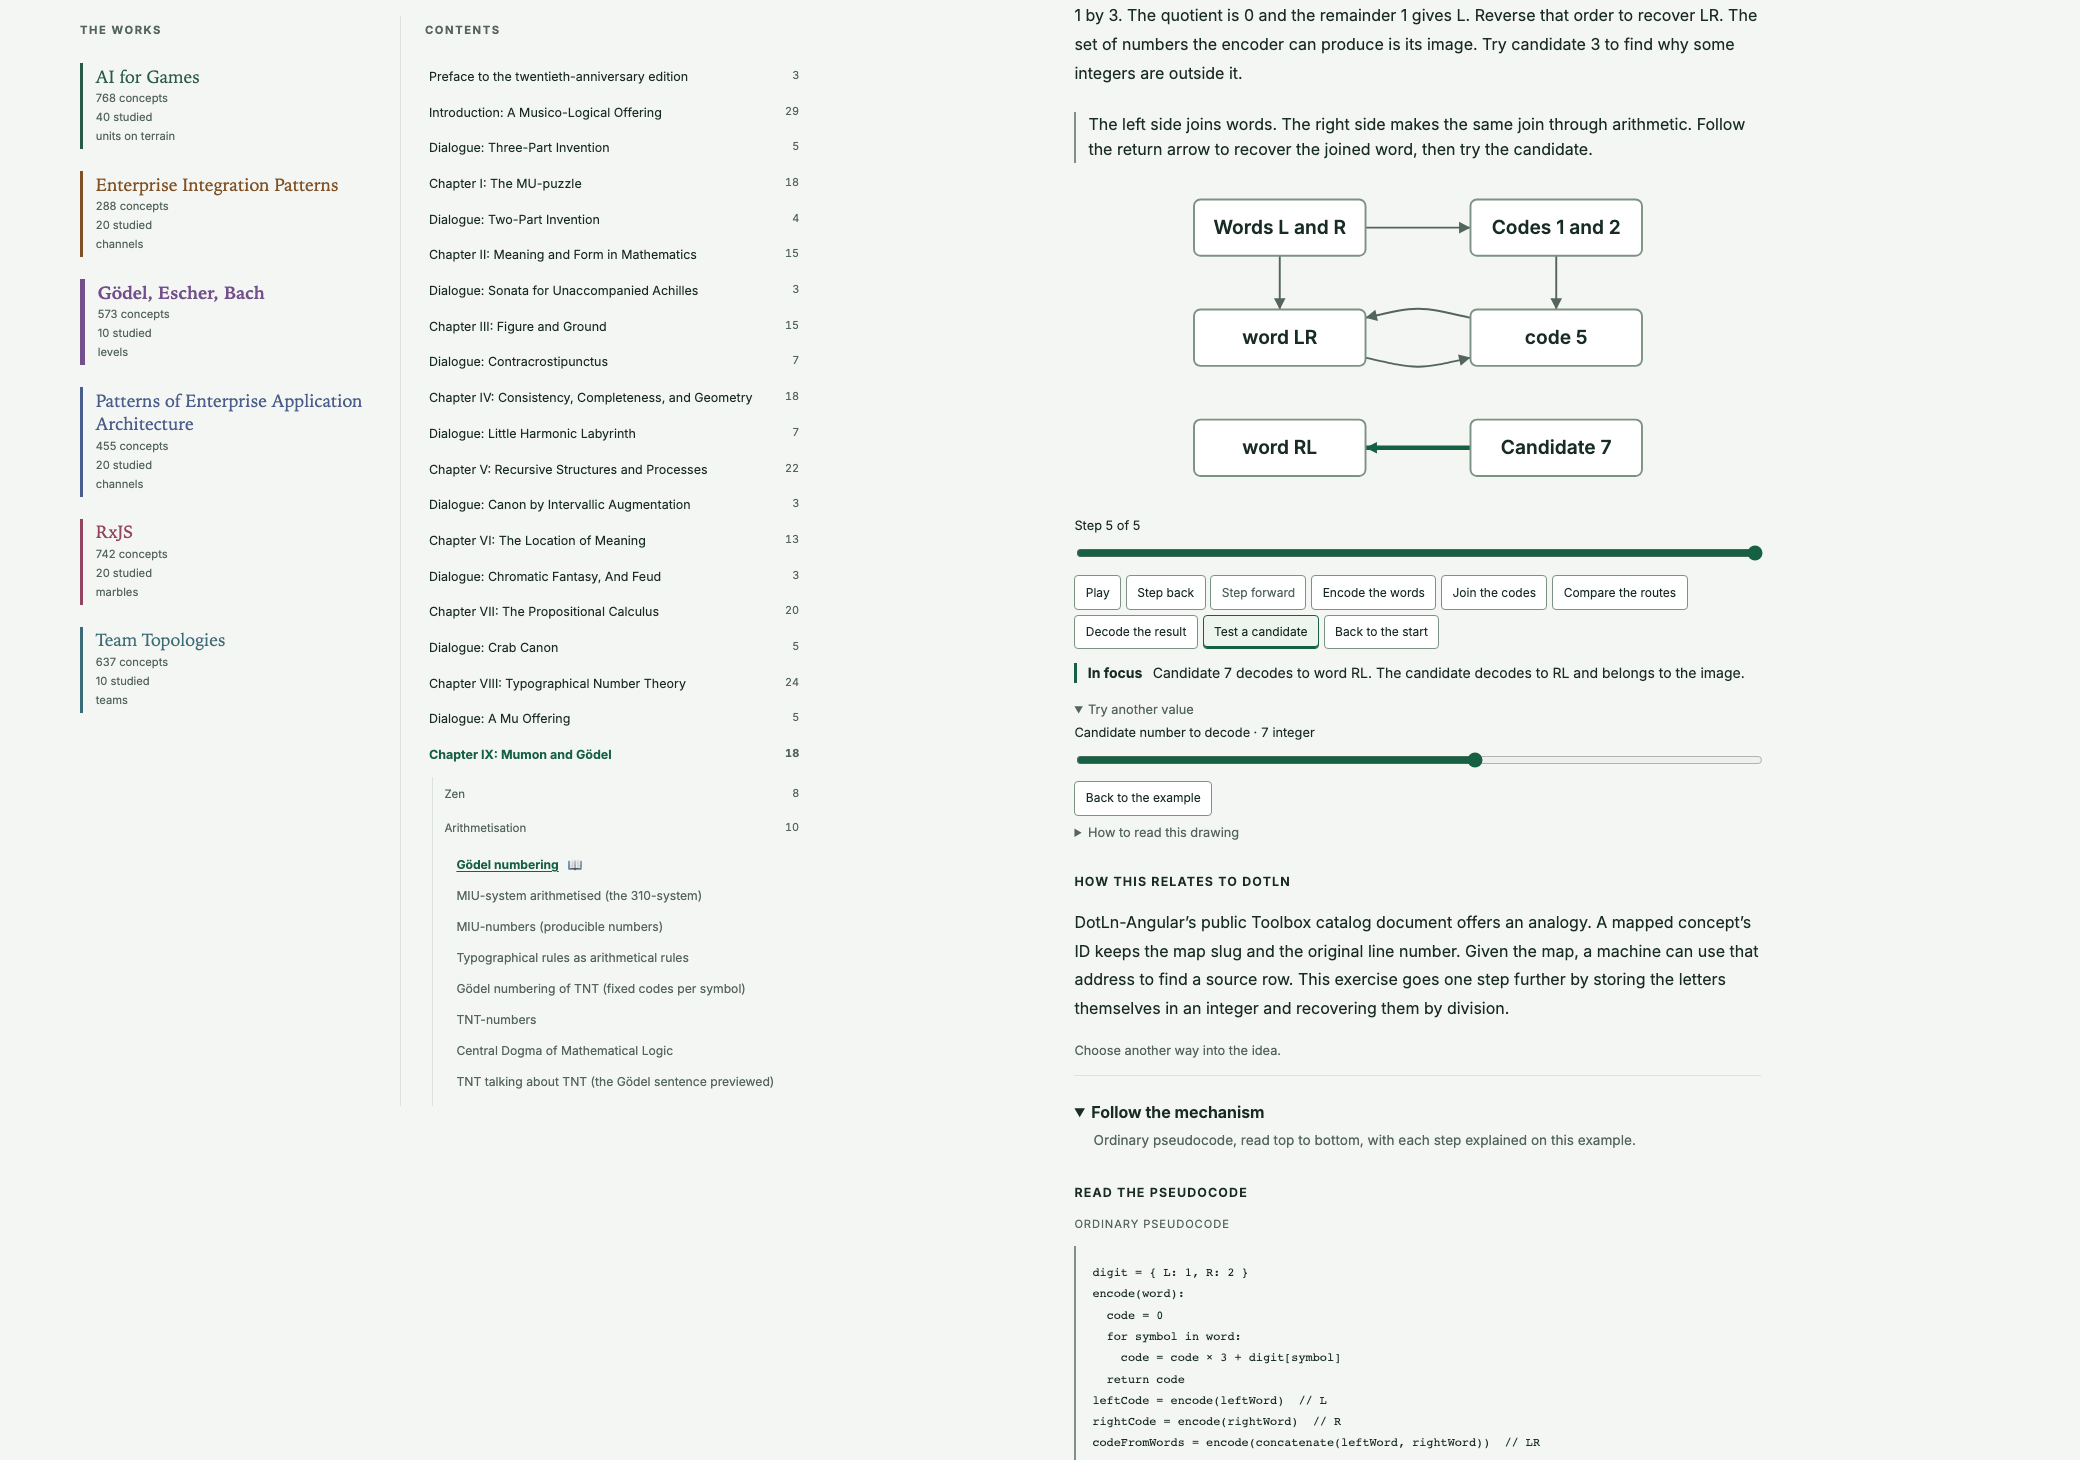 THE WORKS
AI for Games
768 concepts
40 studied
units on terrain
Enterprise Integration Patterns
288 concepts
20 studied
channels
Gödel, Escher, Bach
573 concepts
10 studied
levels
Patterns of Enterprise Application
Architecture
455 concepts
20 studied
channels
RxJS
742 concepts
20 studied
marbles
Team Topologies
637 concepts
10 studied
teams
CONTENTS
Preface to the twentieth-anniversary edition 3
Introduction: A Musico-Logical Offering 29
Dialogue: Three-Part Invention 5
Chapter I: The MU-puzzle 18
Dialogue: Two-Part Invention 4
Chapter II: Meaning and Form in Mathematics 15
Dialogue: Sonata for Unaccompanied Achilles 3
Chapter III: Figure and Ground 15
Dialogue: Contracrostipunctus 7
Chapter IV: Consistency, Completeness, and Geometry 18
Dialogue: Little Harmonic Labyrinth 7
Chapter V: Recursive Structures and Processes 22
Dialogue: Canon by Intervallic Augmentation 3
Chapter VI: The Location of Meaning 13
Dialogue: Chromatic Fantasy, And Feud 3
Chapter VII: The Propositional Calculus 20
Dialogue: Crab Canon 5
Chapter VIII: Typographical Number Theory 24
Dialogue: A Mu Offering 5
Chapter IX: Mumon and Gödel 18
Zen 8
Arithmetisation 10
Gödel numbering
MIU-system arithmetised (the 310-system)
MIU-numbers (producible numbers)
Typographical rules as arithmetical rules
Gödel numbering of TNT (fixed codes per symbol)
TNT-numbers
Central Dogma of Mathematical Logic
TNT talking about TNT (the Gödel sentence previewed)
1 by 3. The quotient is 0 and the remainder 1 gives L. Reverse that order to recover LR. The
set of numbers the encoder can produce is its image. Try candidate 3 to find why some
integers are outside it.
The left side joins words. The right side makes the same join through arithmetic. Follow
the return arrow to recover the joined word, then try the candidate.
Words L and R
Codes 1 and 2
word LR
code 5
word RL
Candidate 7
Step 5 of 5
Play
Step back
Step forward
Encode the words
Join the codes
Compare the routes
Decode the result
Test a candidate
Back to the start
In focus Candidate 7 decodes to word RL. The candidate decodes to RL and belongs to the image.
▼ Try another value
Candidate number to decode · 7 integer
Back to the example
▶ How to read this drawing
HOW THIS RELATES TO DOTLN
DotLn-Angular’s public Toolbox catalog document offers an analogy. A mapped concept’s
ID keeps the map slug and the original line number. Given the map, a machine can use that
address to find a source row. This exercise goes one step further by storing the letters
themselves in an integer and recovering them by division.
Choose another way into the idea.
▼ Follow the mechanism
Ordinary pseudocode, read top to bottom, with each step explained on this example.
READ THE PSEUDOCODE
ORDINARY PSEUDOCODE
digit = { L: 1, R: 2 }
encode(word):
  code = 0
  for symbol in word:
    code = code × 3 + digit[symbol]
  return code
leftCode = encode(leftWord)  // L
rightCode = encode(rightWord)  // R
codeFromWords = encode(concatenate(leftWord, rightWord))  // LR